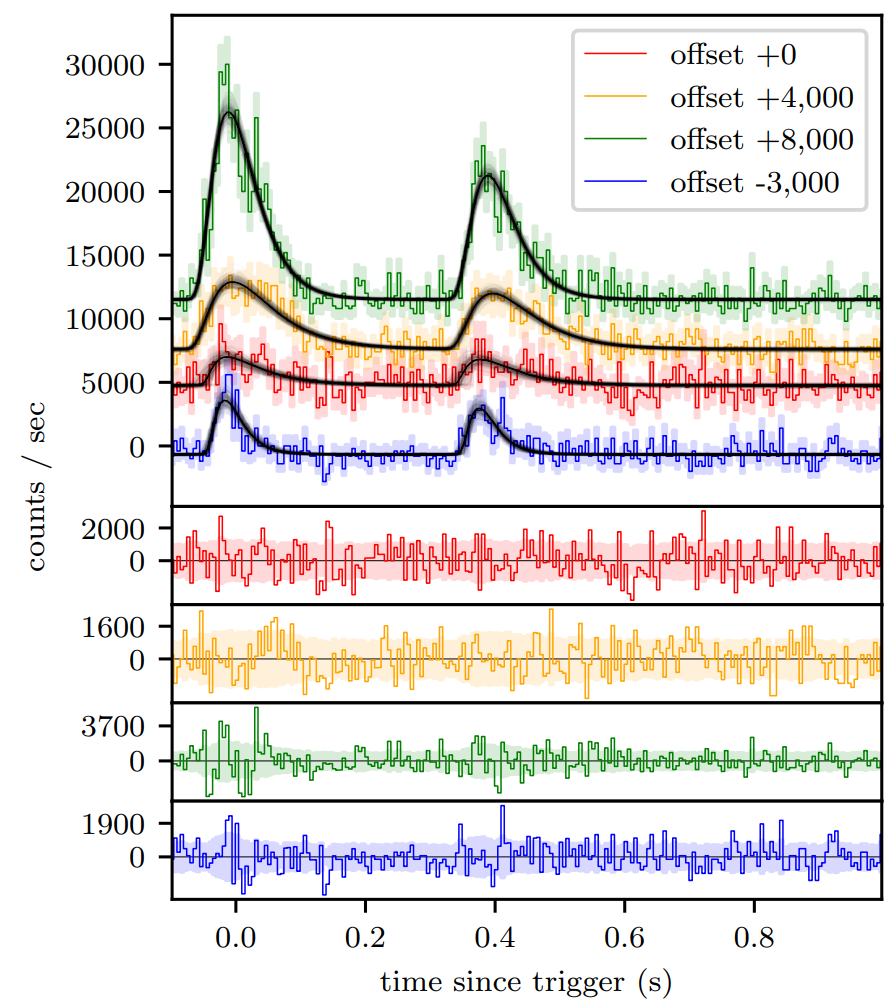 30000
25000
20000
15000
10000
5000
0
offset +0
offset +4,000
offset +8,000
offset -3,000
counts / sec
2000
0
1600
0
3700
0
1900
0
0.0 0.2 0.4 0.6 0.8
time since trigger (s)